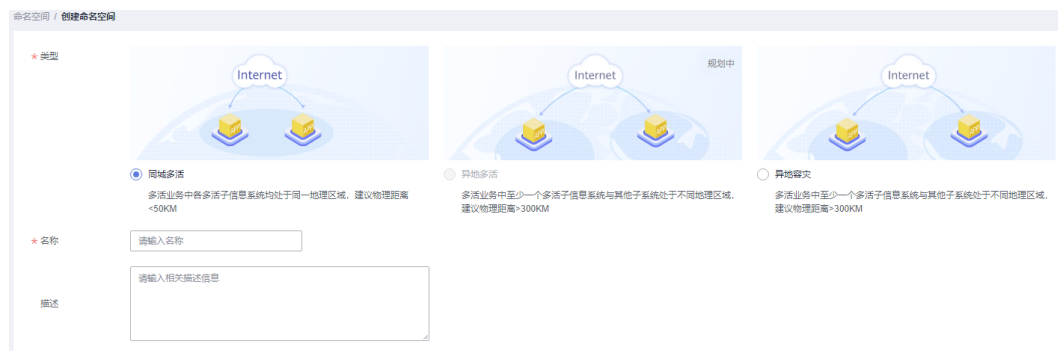 命名空间 / 创建命名空间
* 类型
Internet
Internet
规划中
Internet
同城多活
异地多活
异地容灾
多活业务中各多活子信息系统均处于同一地理区域，建议物理距离
<50KM
多活业务中至少一个多活子信息系统与其他子系统处于不同地理区域，
建议物理距离>300KM
多活业务中至少一个多活子信息系统与其他子系统处于不同地理区域，
建议物理距离>300KM
* 名称
请输入名称
描述
请输入相关描述信息